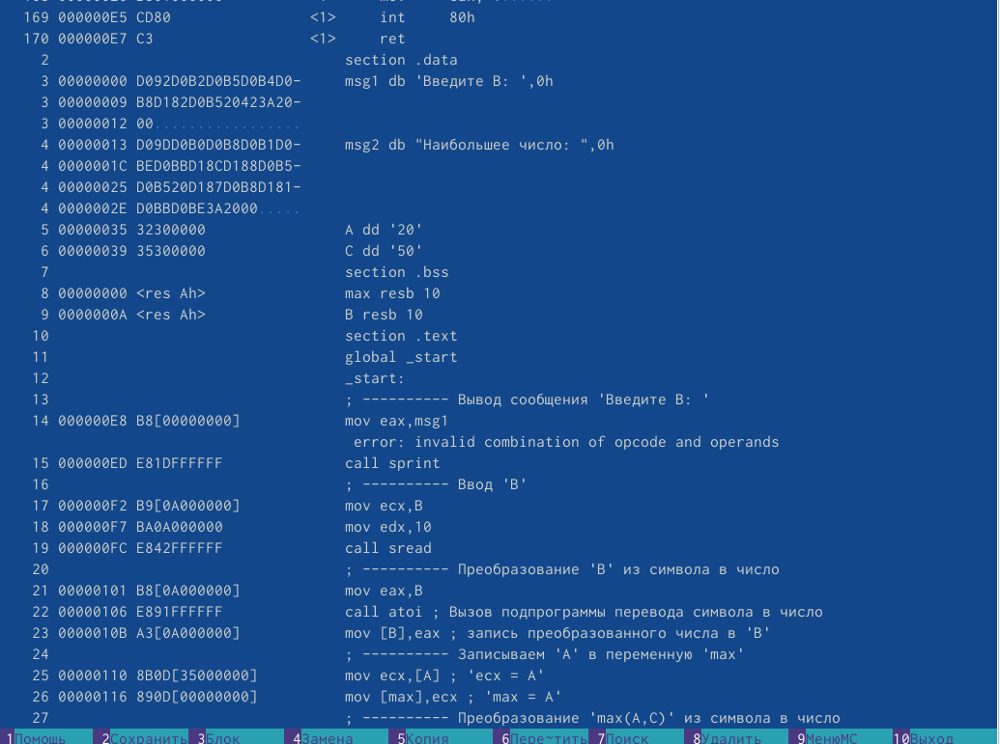 169 000000E5 CD80 <1> int 80h
170 000000E7 C3 <1> ret
2 section .data
3 00000000 D092D0B2D0B5D0B4D0- msg1 db 'Введите B: ',0h
3 00000009 B8D182D0B520423A20-
3 00000012 00.................
4 00000013 D09DD0B0D0B8D0B1D0- msg2 db "Наибольшее число: ",0h
4 0000001C BED0BBD18CD188D0B5-
4 00000025 D0B520D187D0B8D181-
4 0000002E D0BBD0BE3A2000.....
5 00000035 32300000 A dd '20'
6 00000039 35300000 C dd '50'
7 section .bss
8 00000000 <res Ah> max resb 10
9 0000000A <res Ah> B resb 10
10 section .text
11 global _start
12 _start:
13 ; ---------- Вывод сообщения 'Введите B: '
14 000000E8 B8[00000000] mov eax,msg1
error: invalid combination of opcode and operands
15 000000ED E81DFFFFFF call sprint
16 ; ---------- Ввод 'B'
17 000000F2 B9[0A000000] mov ecx,B
18 000000F7 BA0A000000 mov edx,10
19 000000FC E842FFFFFF call sread
20 ; ---------- Преобразование 'B' из символа в число
21 00000101 B8[0A000000] mov eax,B
22 00000106 E891FFFFFF call atoi ; Вызов подпрограммы перевода символа в число
23 0000010B A3[0A000000] mov [B],eax ; запись преобразованного числа в 'B'
24 ; ---------- Записываем 'A' в переменную 'max'
25 00000110 8B0D[35000000] mov ecx,[A] ; 'ecx = A'
26 00000116 890D[00000000] mov [max],ecx ; 'max = A'
27 ; ---------- Преобразование 'max(A,C)' из символа в число
1Помощь 2Сохранить 3Блок 4Замена 5Копия 6Пере~тить 7Поиск 8Удалить 9МенюMC 10Выход